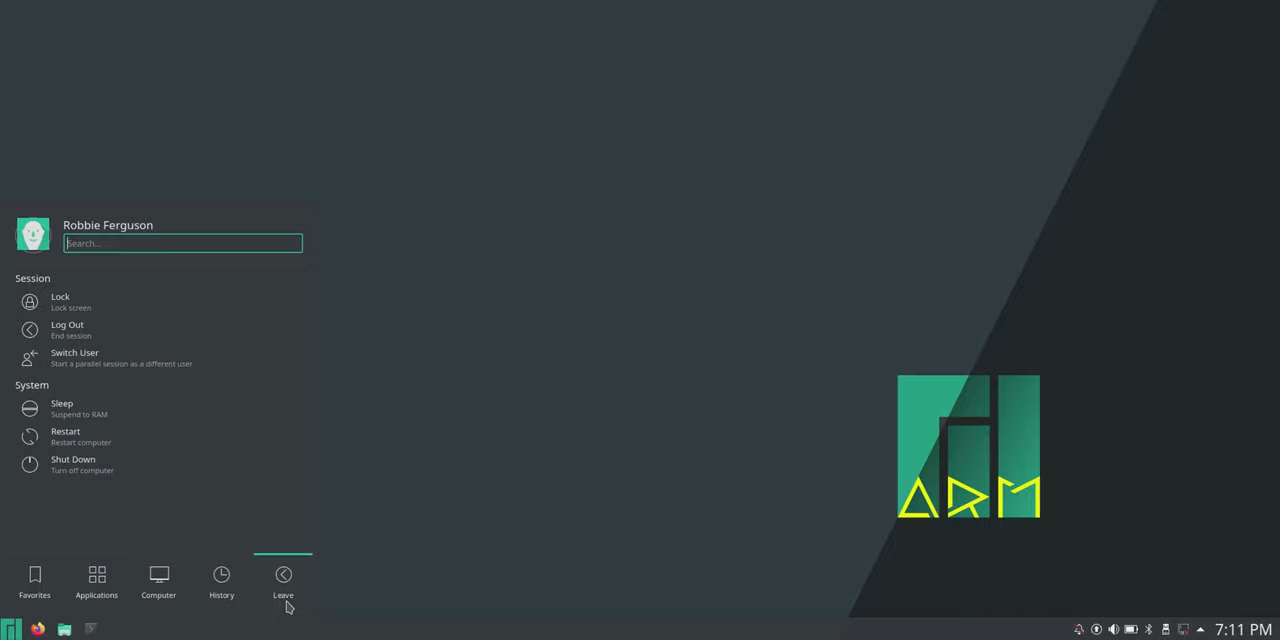 Robbie Ferguson
Search...
Session
Lock
Lock screen
Log Out
End session
Switch User
Start a parallel session as a different user
System
Sleep
Suspend to RAM
Restart
Restart computer
Shut Down
Turn off computer
Favorites
Applications
Computer
History
Leave
ARM
7:11 PM